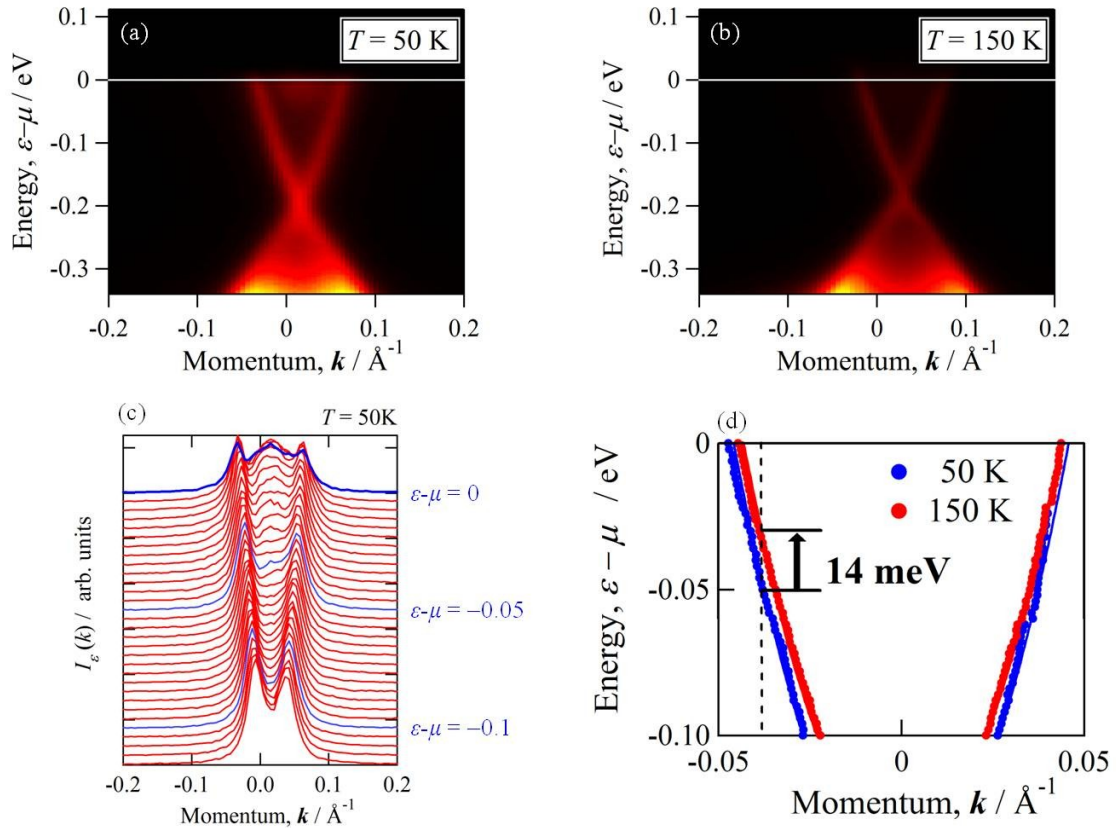 (a)
T = 50 K
0.1
0
-0.1
-0.2
-0.3
Energy, ε–μ / eV
-0.2
-0.1
0
0.1
0.2
Momentum, k / Å⁻¹
(b)
T = 150 K
0.1
0
-0.1
-0.2
-0.3
Energy, ε–μ / eV
-0.2
-0.1
0
0.1
0.2
Momentum, k / Å⁻¹
(c)
T = 50K
ε-μ = 0
ε-μ = −0.05
ε-μ = −0.1
I_ε (k) / arb. units
-0.2
-0.1
0.0
0.1
0.2
Momentum, k / Å⁻¹
(d)
0
-0.05
-0.10
Energy, ε – μ / eV
50 K
150 K
14 meV
-0.05
0
0.05
Momentum, k / Å⁻¹